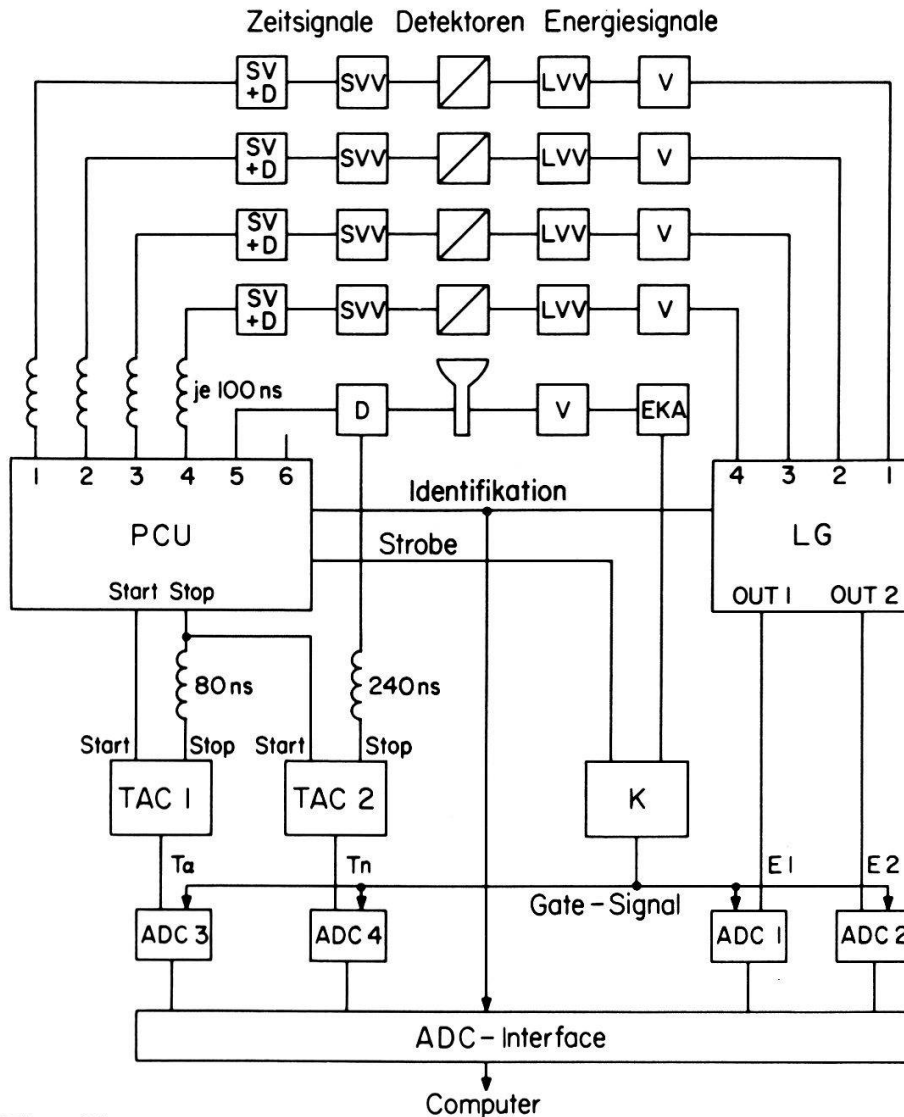 Zeitsignale Detektoren Energiesignale
SV +D SVV LVV V
SV +D SVV LVV V
SV +D SVV LVV V
SV +D SVV LVV V
je 100 ns
D V EKA
1 2 3 4 5 6
4 3 2 1
Identifikation
PCU
LG
Strobe
Start Stop
OUT 1 OUT 2
80 ns
240 ns
Start Stop Start Stop
TAC 1 TAC 2 K
Ta Tn E 1 E 2
Gate-Signal
ADC 3 ADC 4 ADC 1 ADC 2
ADC-Interface
Computer